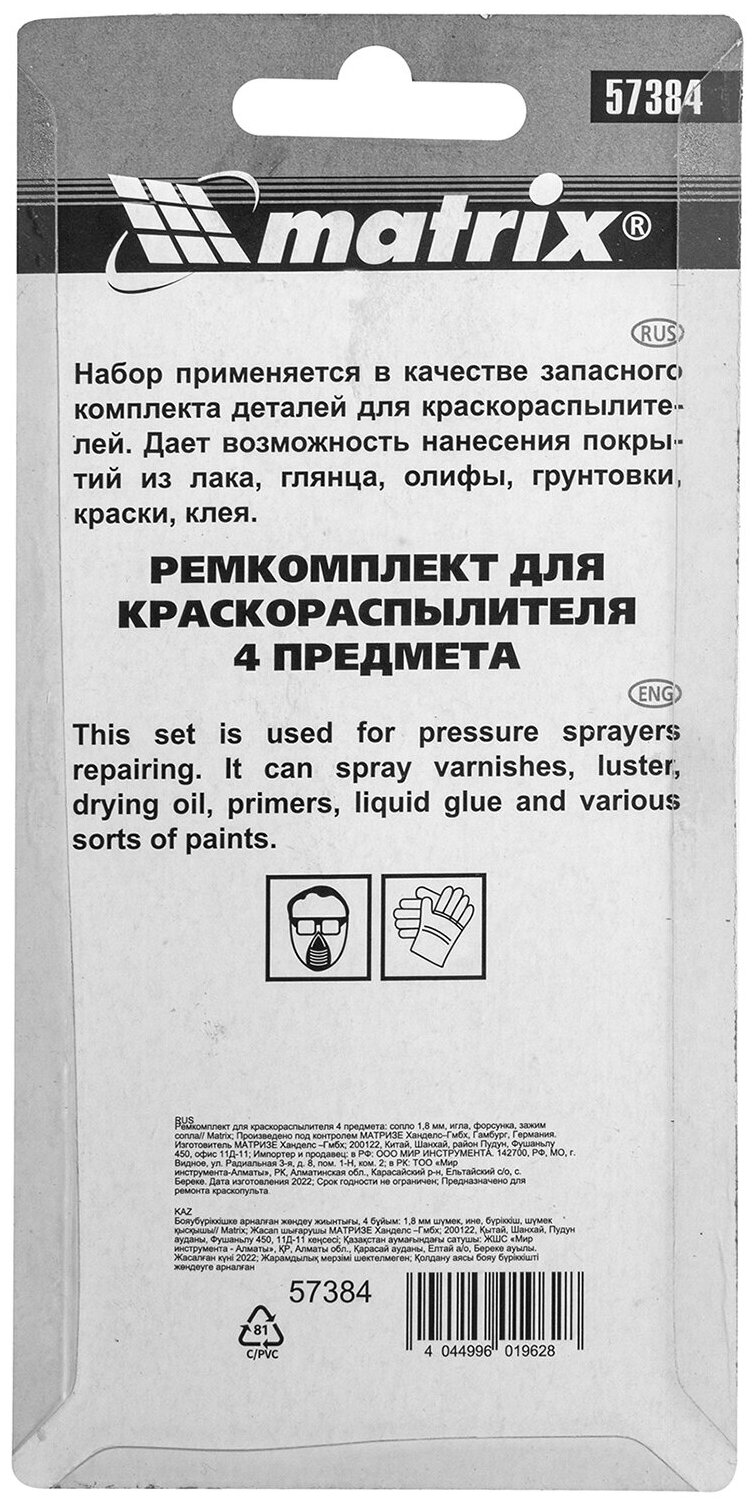 57384
matrix®
RUS
Набор применяется в качестве запасного
комплекта деталей для краскораспылите-
лей. Дает возможность нанесения покры-
тий из лака, глянца, олифы, грунтовки,
краски, клея.
РЕМКОМПЛЕКТ ДЛЯ
КРАСКОРАСПЫЛИТЕЛЯ
4 ПРЕДМЕТА
ENG
This set is used for pressure sprayers
repairing. It can spray varnishes, luster,
drying oil, primers, liquid glue and various
sorts of paints.
RUS
Ремкомплект для краскораспылителя 4 предмета: сопло 1,8 мм, игла, форсунка, зажим
сопла// Matrix; Произведено под контролем МАТРИЗЕ Ханделс–Гмбх, Гамбург, Германия.
Изготовитель МАТРИЗЕ Ханделс –Гмбх; 200122, Китай, Шанхай, район Пудун, Фушаньлу
450, офис 11Д-11; Импортер и продавец: в РФ: ООО МИР ИНСТРУМЕНТА. 142700, РФ, МО, г.
Видное, ул. Радиальная 3-я, д. 8, пом. 1-Н, ком. 2; в РК: ТОО «Мир
инструмента-Алматы», РК, Алматинская обл., Карасайский р-н, Ельтайский с/о, с.
Береке. Дата изготовления 2022; Срок годности не ограничен; Предназначено для
ремонта краскопульта
KAZ
Бояубүріккішке арналған жөндеу жиынтығы, 4 бұйым: 1,8 мм шүмек, ине, бүріккіш, шүмек
қысқышы// Matrix; Жасап шығарушы МАТРИЗЕ Ханделс –Гмбх; 200122, Қытай, Шанхай, Пудун
ауданы, Фушаньлу 450, 11Д-11 кеңсесі; Қазақстан аумағындағы сатушы: ЖШС «Мир
инструмента - Алматы», ҚР, Алматы обл., Қарасай ауданы, Елтай а/о, Береке ауылы.
Жасалған күні 2022; Жарамдылық мерзімі шектелмеген; Қолдану аясы бояу бүріккішті
жөндеуге арналған
57384
81
C/PVC
4 044996 019628